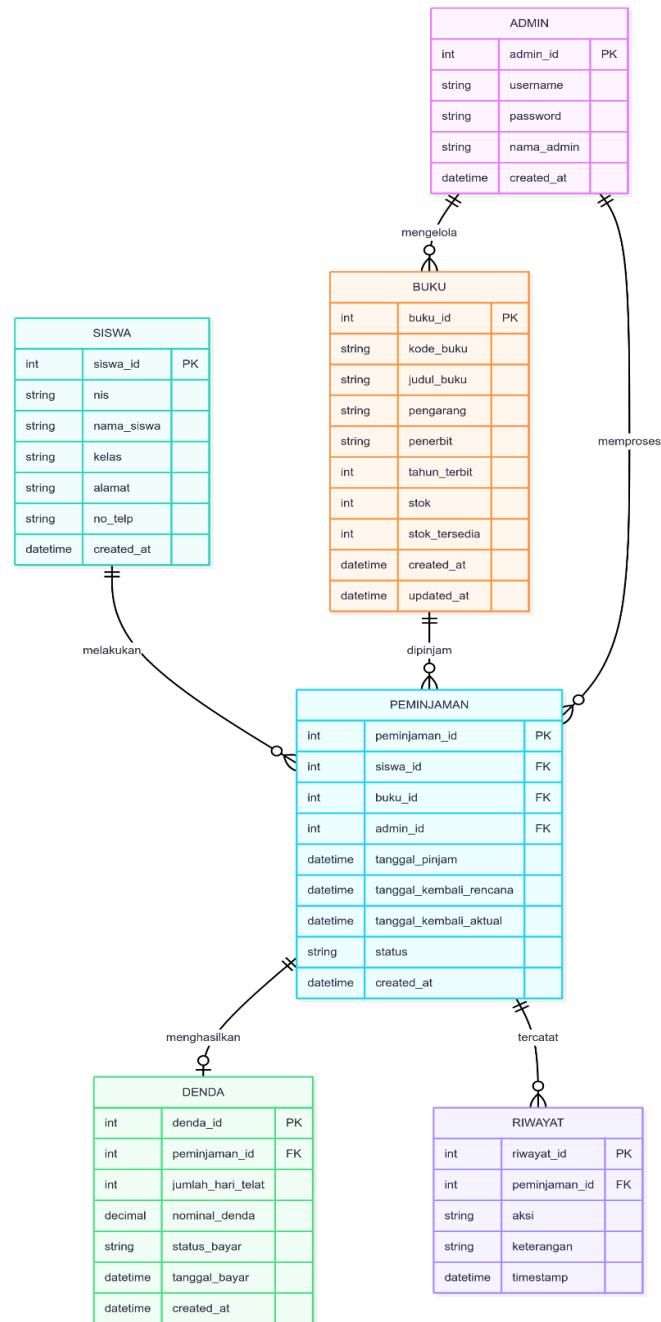 ADMIN
int admin_id PK
string username
string password
string nama_admin
datetime created_at
mengelola
BUKU
int buku_id PK
string kode_buku
string judul_buku
string pengarang
string penerbit
int tahun_terbit
int stok
int stok_tersedia
datetime created_at
datetime updated_at
SISWA
int siswa_id PK
string nis
string nama_siswa
string kelas
string alamat
string no_telp
datetime created_at
memproses
melakukan
dipinjam
PEMINJAMAN
int peminjaman_id PK
int siswa_id FK
int buku_id FK
int admin_id FK
datetime tanggal_pinjam
datetime tanggal_kembali_rencana
datetime tanggal_kembali_aktual
string status
datetime created_at
menghasilkan
tercatat
DENDA
int denda_id PK
int peminjaman_id FK
int jumlah_hari_telat
decimal nominal_denda
string status_bayar
datetime tanggal_bayar
datetime created_at
RIWAYAT
int riwayat_id PK
int peminjaman_id FK
string aksi
string keterangan
datetime timestamp